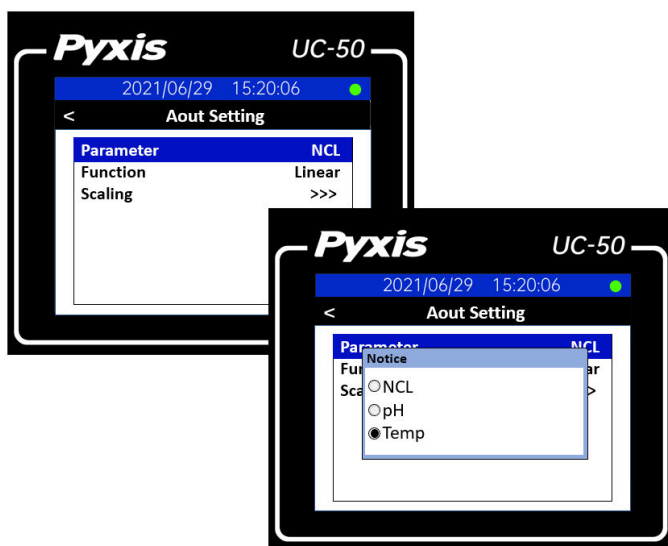 Pyxis UC-50
2021/06/29 15:20:06
< Aout Setting
Parameter NCL
Function Linear
Scaling >>>
Pyxis UC-50
2021/06/29 15:20:06
< Aout Setting
Parameter NCL
Notice
NCL
pH
Temp